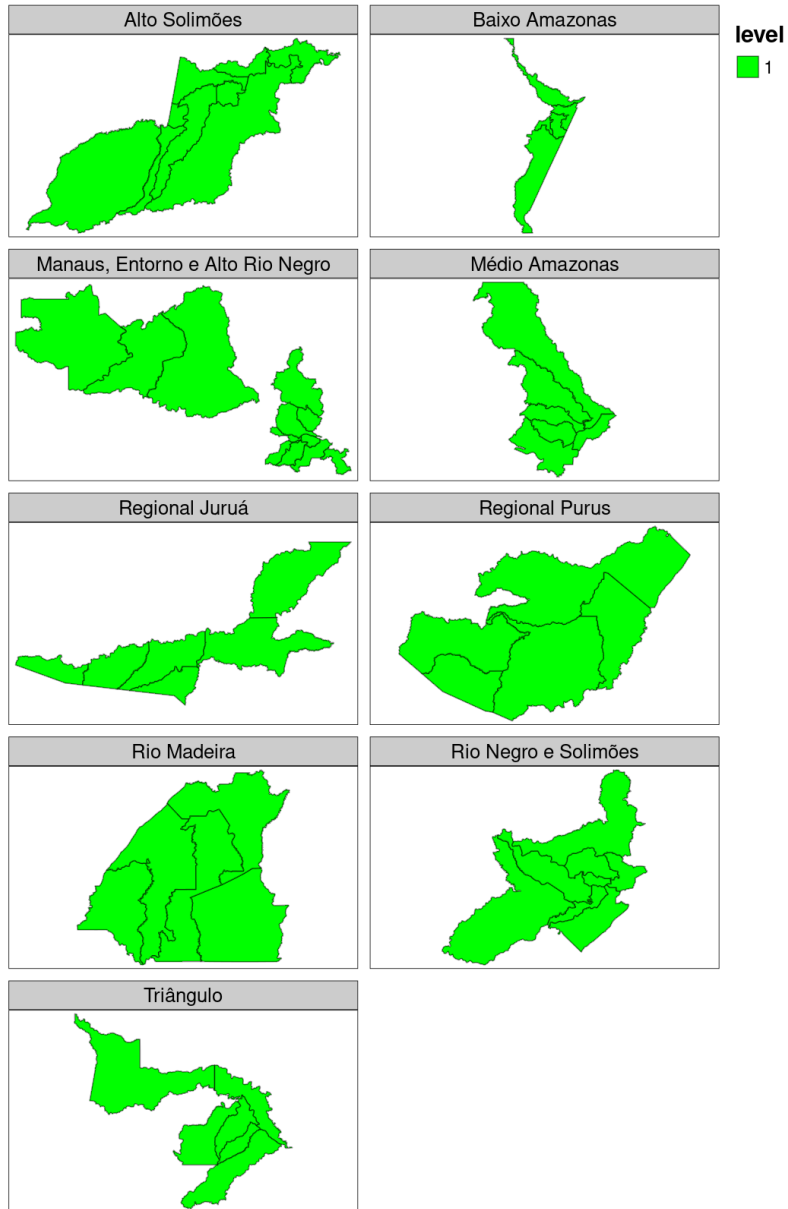 Alto Solimões
Baixo Amazonas
level
1
Manaus, Entorno e Alto Rio Negro
Médio Amazonas
Regional Juruá
Regional Purus
Rio Madeira
Rio Negro e Solimões
Triângulo